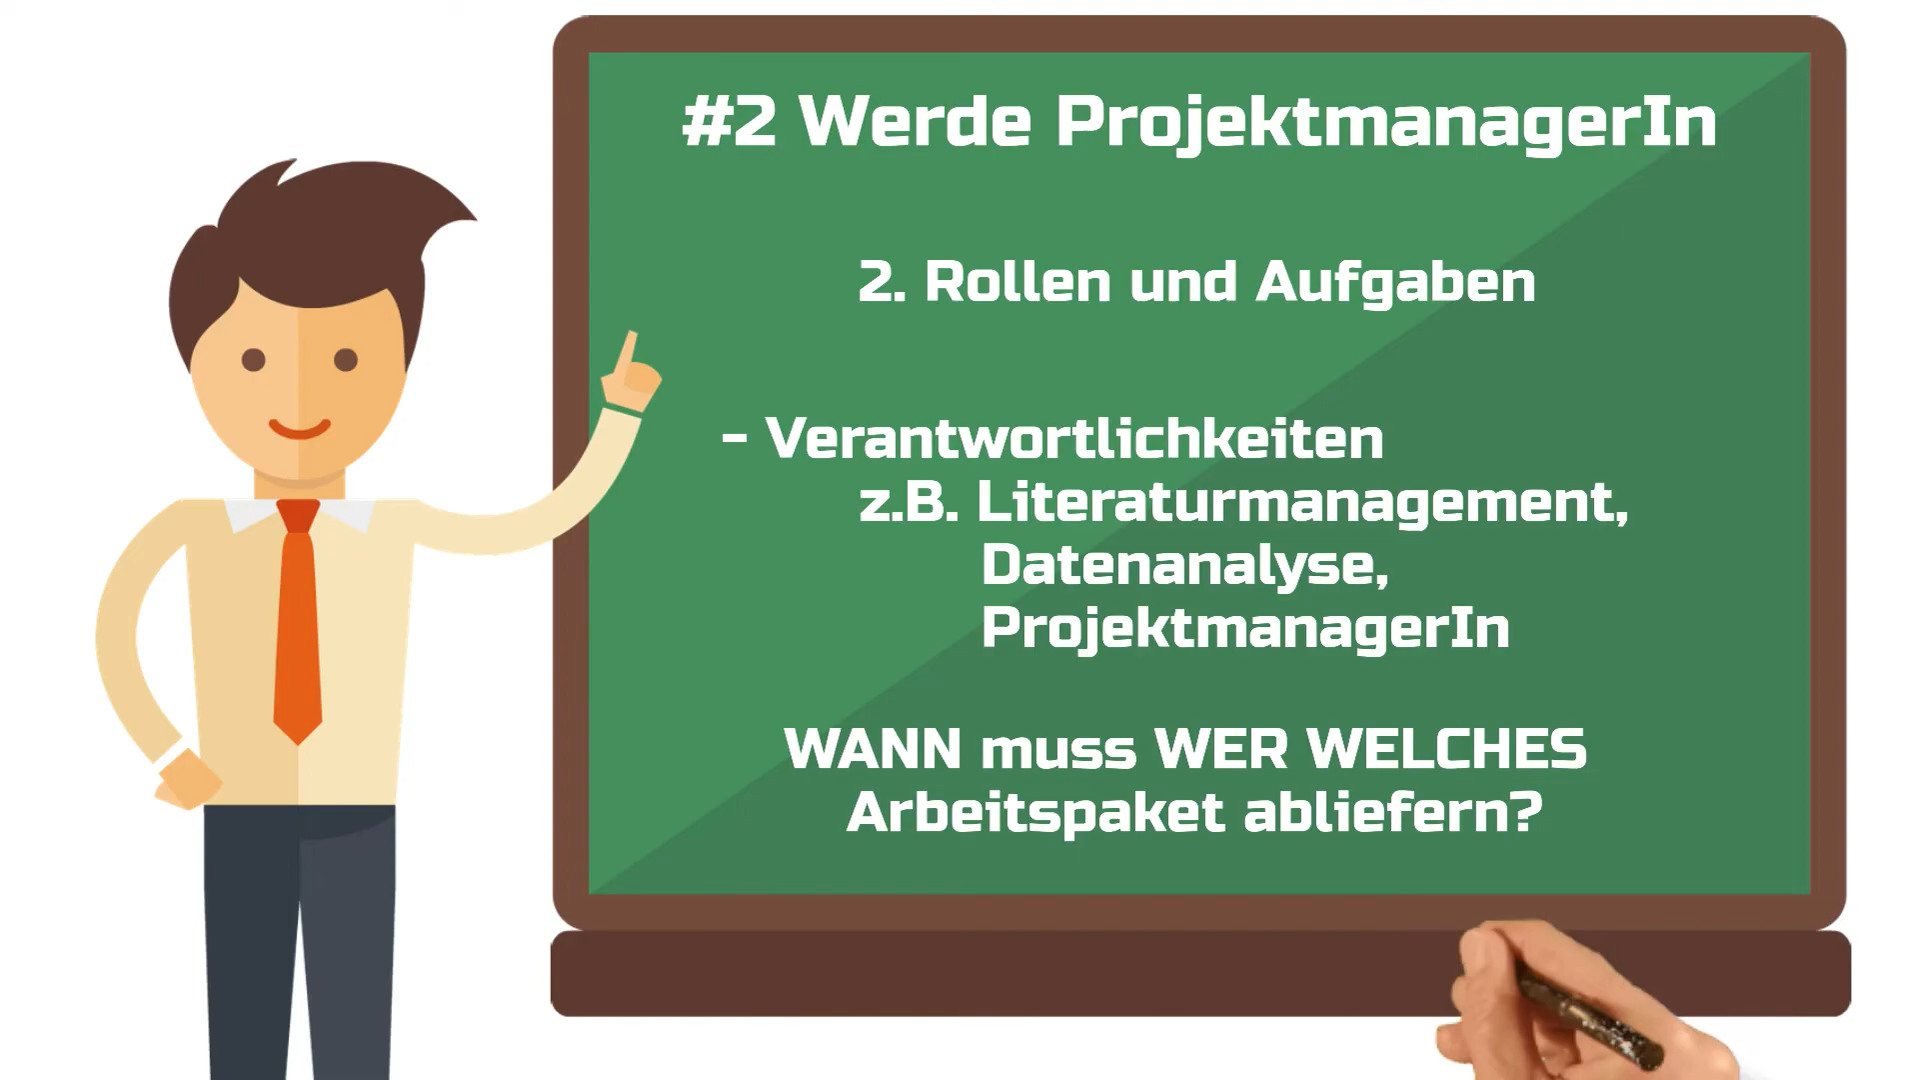 #2 Werde ProjektmanagerIn
2. Rollen und Aufgaben
- Verantwortlichkeiten
z.B. Literaturmanagement,
Datenanalyse,
ProjektmanagerIn
WANN muss WER WELCHES
Arbeitspaket abliefern?